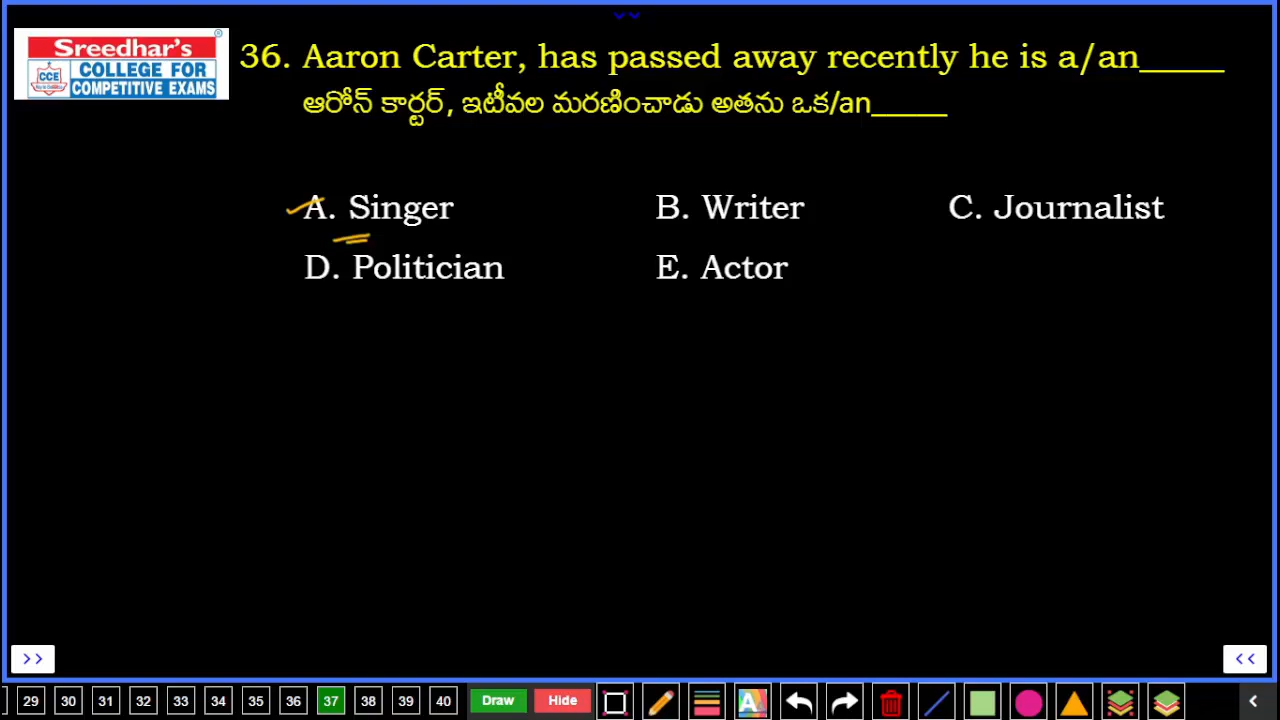 Sreedhar's
CCE
COLLEGE FOR
COMPETITIVE EXAMS
36. Aaron Carter, has passed away recently he is a/an_____
ఆరోన్ కార్టర్, ఇటీవల మరణించాడు అతను ఒక/an_____
A. Singer B. Writer C. Journalist
D. Politician E. Actor
>> <<
29 30 31 32 33 34 35 36 37 38 39 40 Draw Hide A